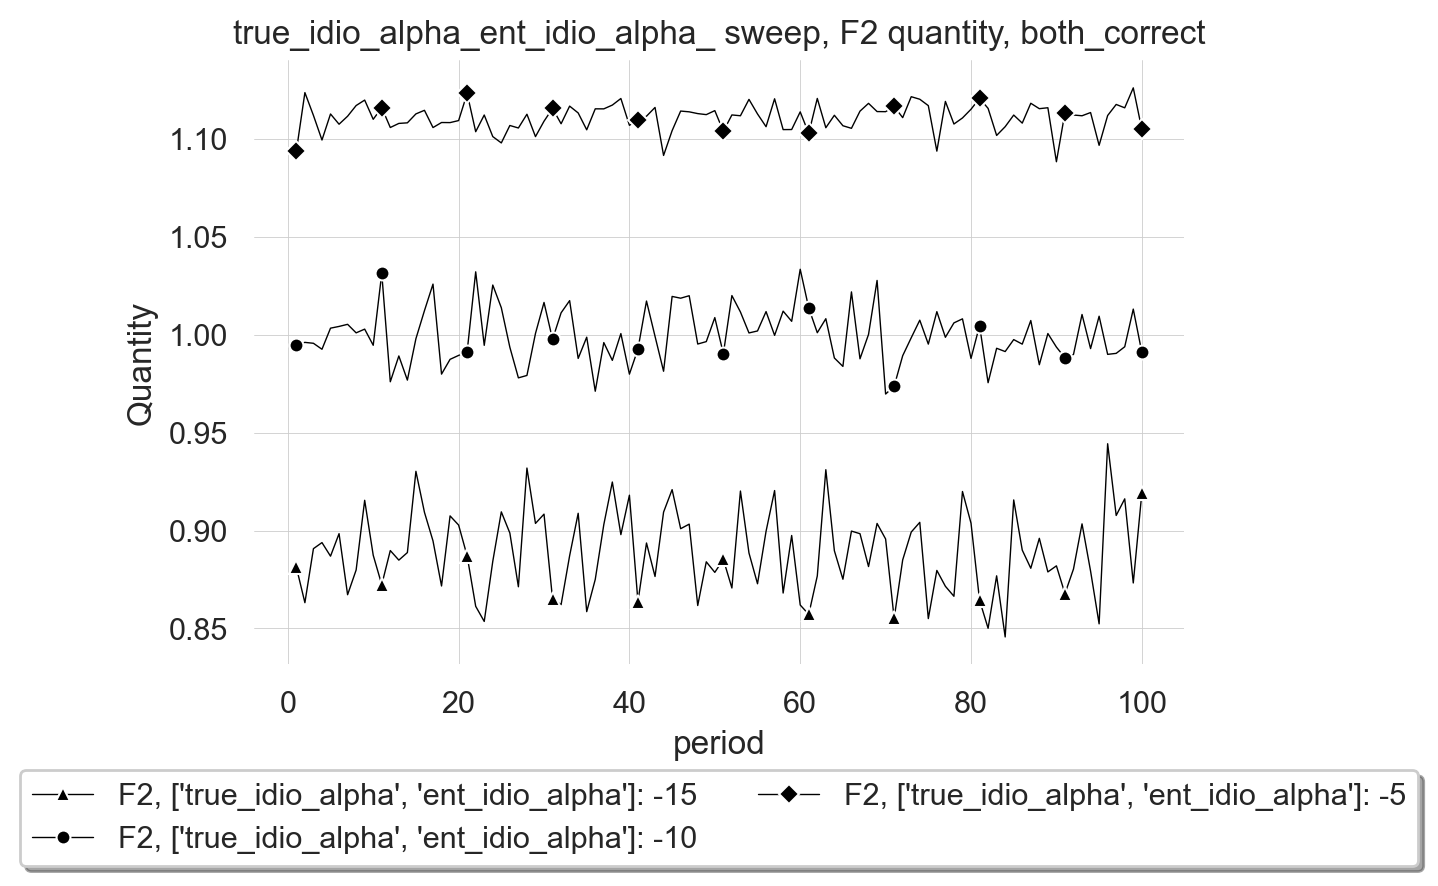 true_idio_alpha_ent_idio_alpha_ sweep, F2 quantity, both_correct
1.10
1.05
1.00
0.95
0.90
0.85
Quantity
0 20 40 60 80 100
period
F2, ['true_idio_alpha', 'ent_idio_alpha']: -15
F2, ['true_idio_alpha', 'ent_idio_alpha']: -10
F2, ['true_idio_alpha', 'ent_idio_alpha']: -5